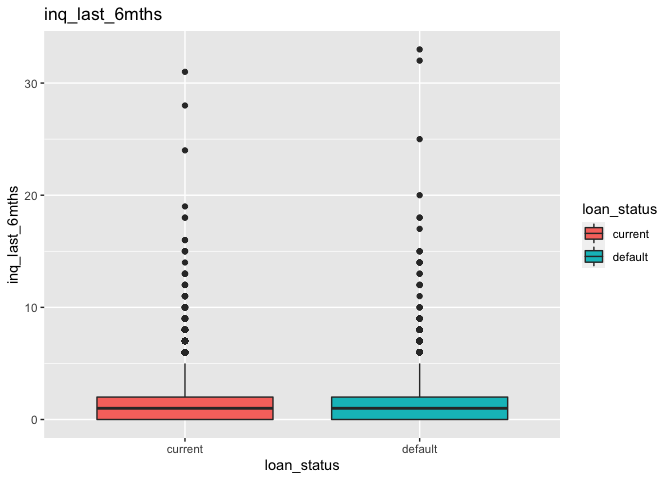 inq_last_6mths
30
20
10
0
inq_last_6mths
current
default
loan_status
loan_status
current
default